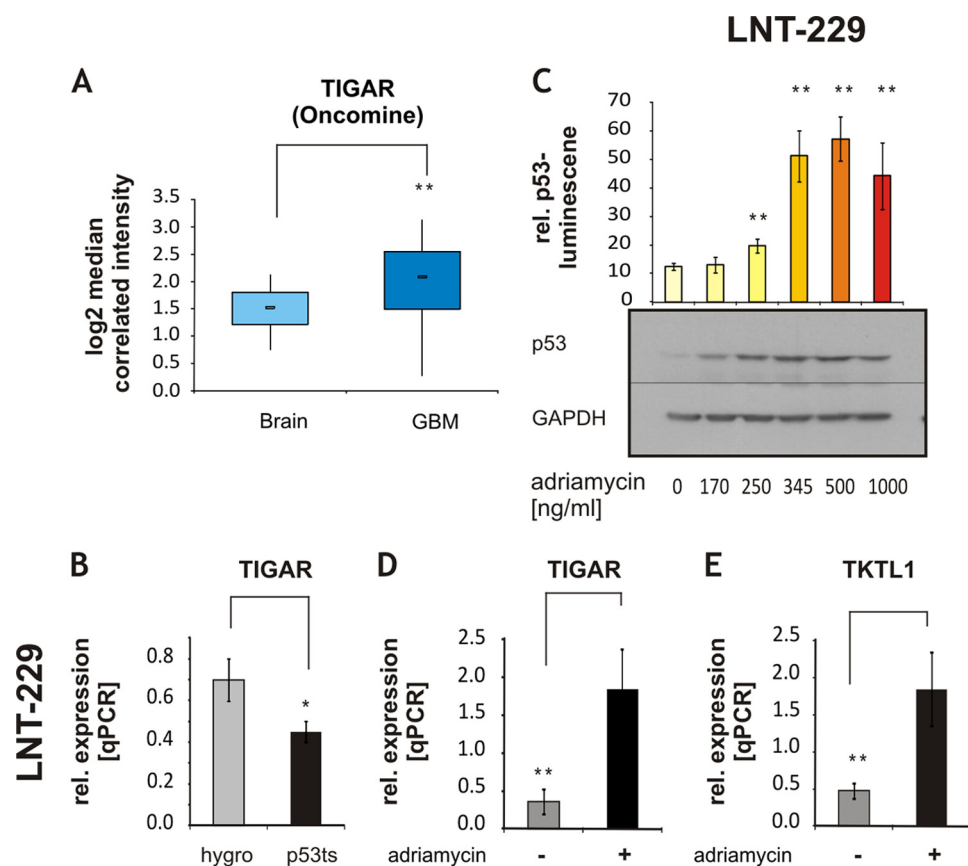 LNT-229
A
TIGAR
(Oncomine)
**
log2 median
correlated intensity
3.5
3.0
2.5
2.0
1.5
1.0
0.5
0.0
Brain GBM
C
** ** **
**
rel. p53-
luminescene
70
60
50
40
30
20
10
0
p53
GAPDH
adriamycin
[ng/ml]
0 170 250 345 500 1000
LNT-229
B
TIGAR
rel. expression
[qPCR]
0.8
0.6
0.4
0.2
0.0
*
hygro p53ts
D
TIGAR
rel. expression
[qPCR]
2.5
2.0
1.5
1.0
0.5
0.0
**
adriamycin - +
E
TKTL1
rel. expression
[qPCR]
2.5
2.0
1.5
1.0
0.5
0.0
**
adriamycin - +